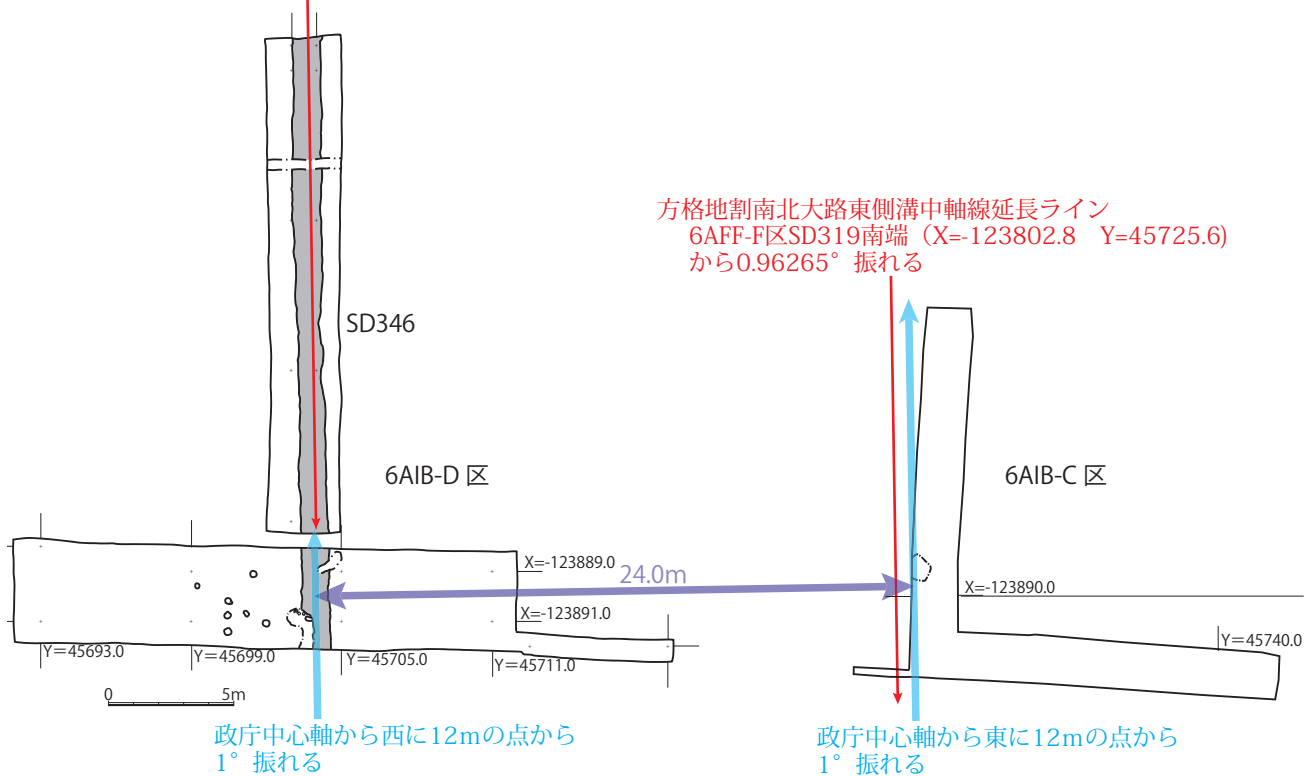 方格地割南北大路東側溝中軸線延長ライン
6AFF-F区SD319南端（X=-123802.8 Y=45725.6)
から0.96265°振れる
SD346
6AIB-D 区
6AIB-C 区
X=-123889.0
24.0m
X=-123890.0
X=-123891.0
Y=45740.0
Y=45693.0
Y=45699.0
Y=45705.0
Y=45711.0
0
5m
政庁中心軸から西に12mの点から
1°振れる
政庁中心軸から東に12mの点から
1°振れる